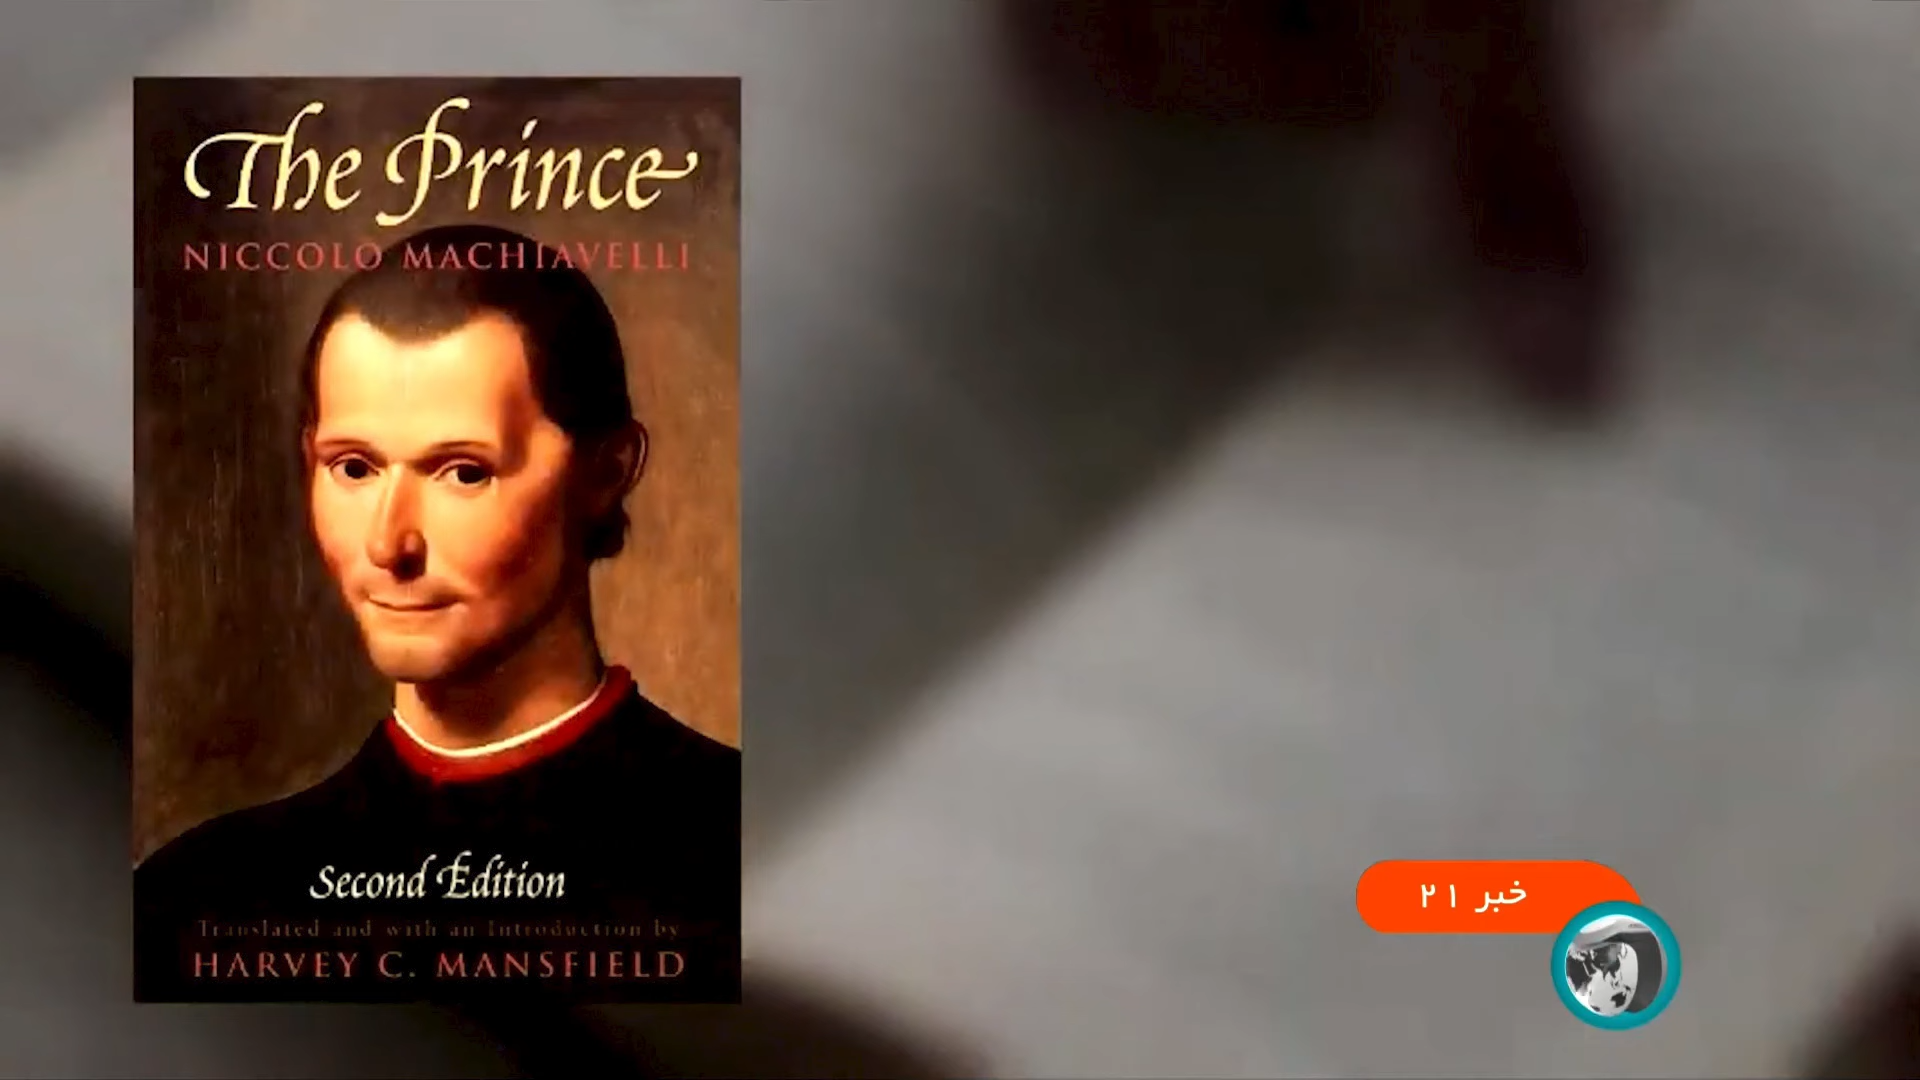 The Prince
NICCOLO MACHIAVELLI
Second Edition
Translated and with an Introduction by
HARVEY C. MANSFIELD
خبر ۲۱